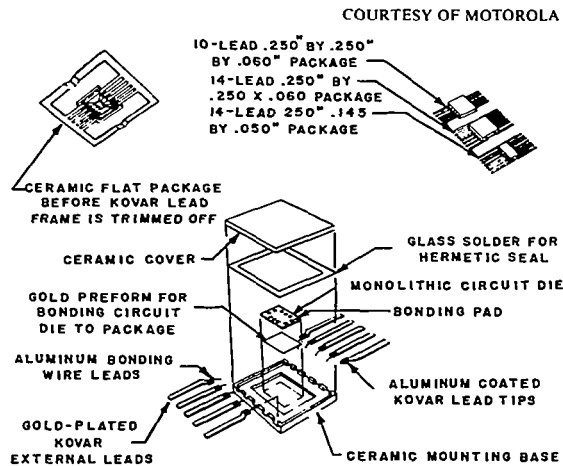 COURTESY OF MOTOROLA
10-LEAD .250" BY .250"
BY .060" PACKAGE
14-LEAD .250" BY
.250 X .060 PACKAGE
14-LEAD 250" .145
BY .050" PACKAGE
CERAMIC FLAT PACKAGE
BEFORE KOVAR LEAD
FRAME IS TRIMMED OFF
CERAMIC COVER
GLASS SOLDER FOR
HERMETIC SEAL
GOLD PREFORM FOR
BONDING CIRCUIT
DIE TO PACKAGE
MONOLITHIC CIRCUIT DIE
BONDING PAD
ALUMINUM BONDING
WIRE LEADS
ALUMINUM COATED
KOVAR LEAD TIPS
GOLD-PLATED
KOVAR
EXTERNAL LEADS
CERAMIC MOUNTING BASE